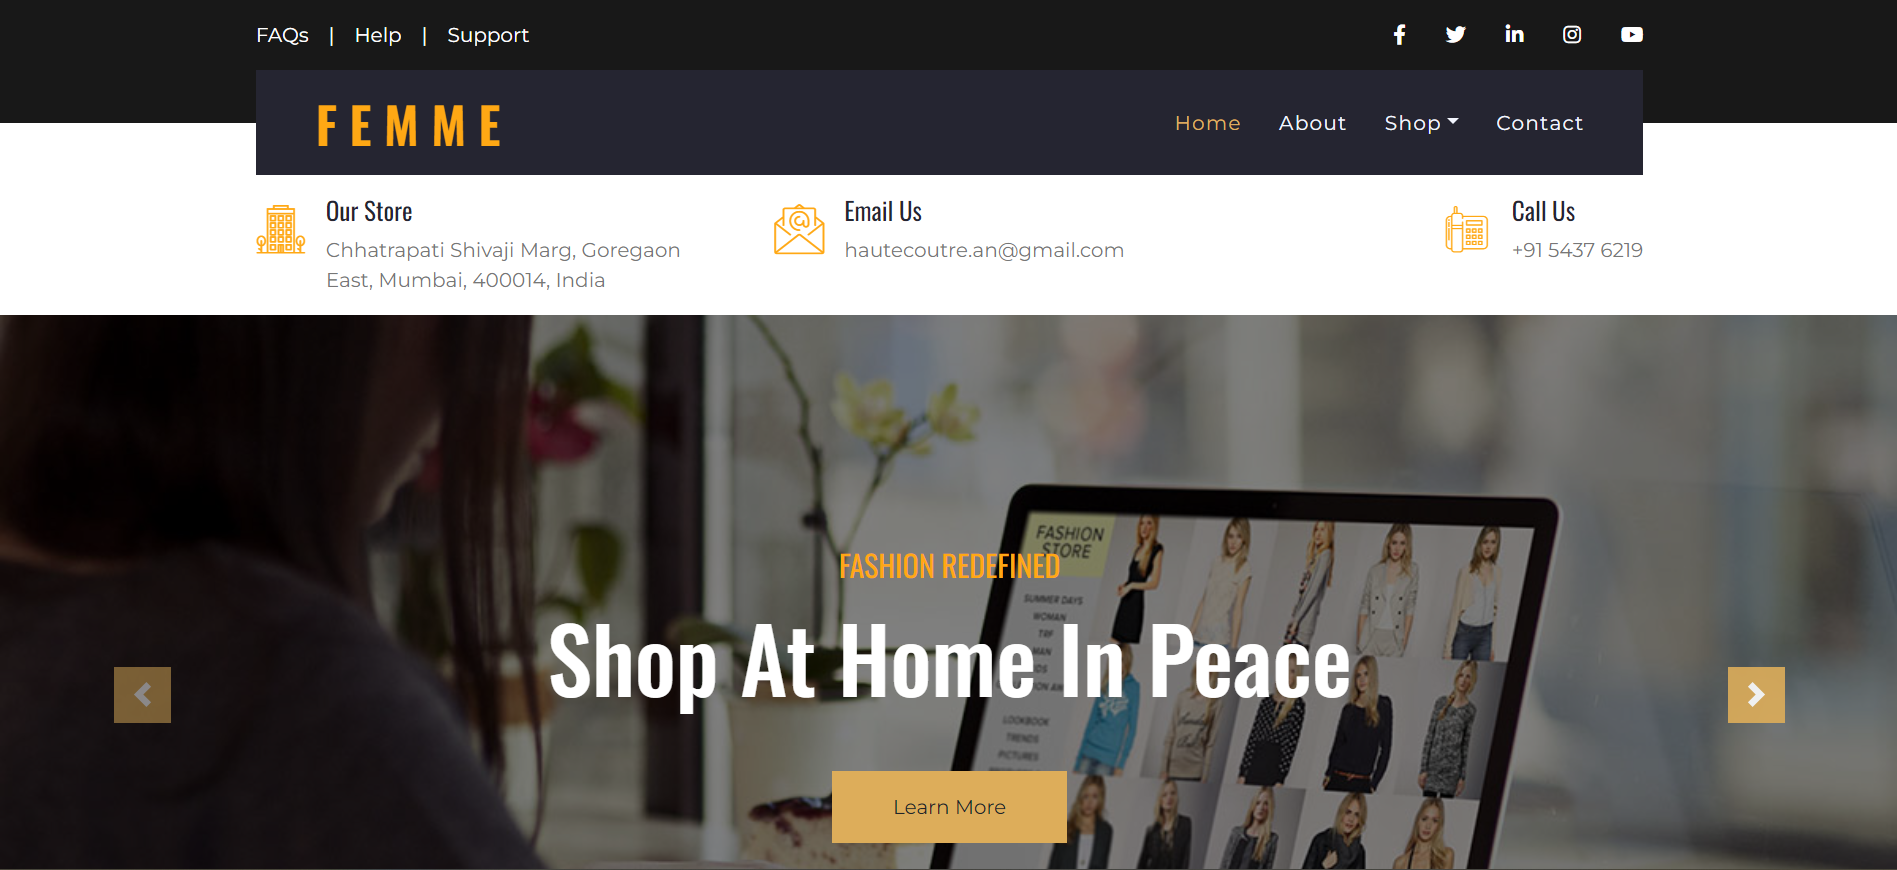 FAQs | Help | Support
FEMME
Home About Shop Contact
Our Store
Chhatrapati Shivaji Marg, Goregaon
East, Mumbai, 400014, India
Email Us
hautecoutre.an@gmail.com
Call Us
+91 5437 6219
FASHION
STORE
FASHION REDEFINED
SUMMER DAYS
WOMAN
TRF
MAN
Shop At Home In Peace
LOOKBOOK
TRENDS
PICTURES
Learn More